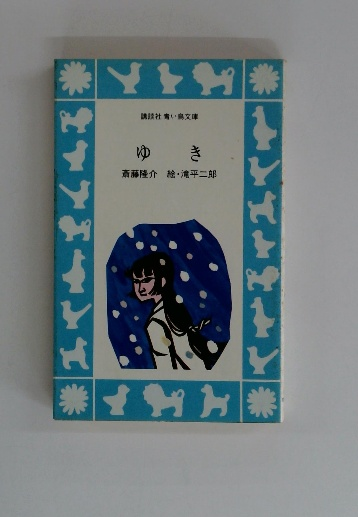 講談社 青い鳥文庫
ゆき
斎藤隆介 絵・滝平二郎